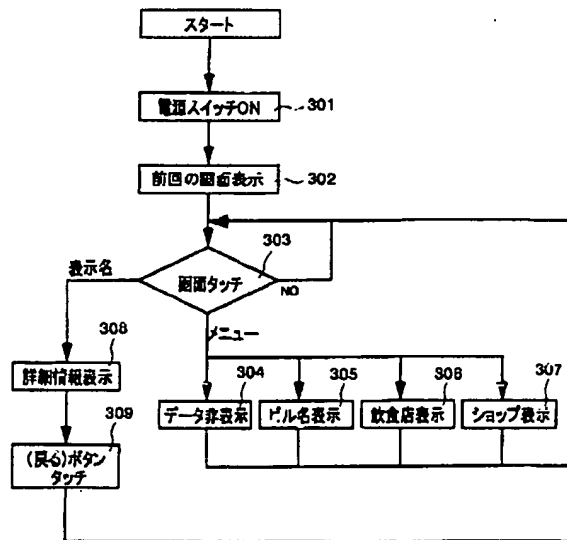 スタート
電源スイッチON
301
前回の画面表示
302
303
表示名
画面タッチ
NO
メニュー
308
詳細情報表示
304
データ非表示
305
ビル名表示
306
飲食店表示
307
ショップ表示
309
(戻る)ボタン
タッチ